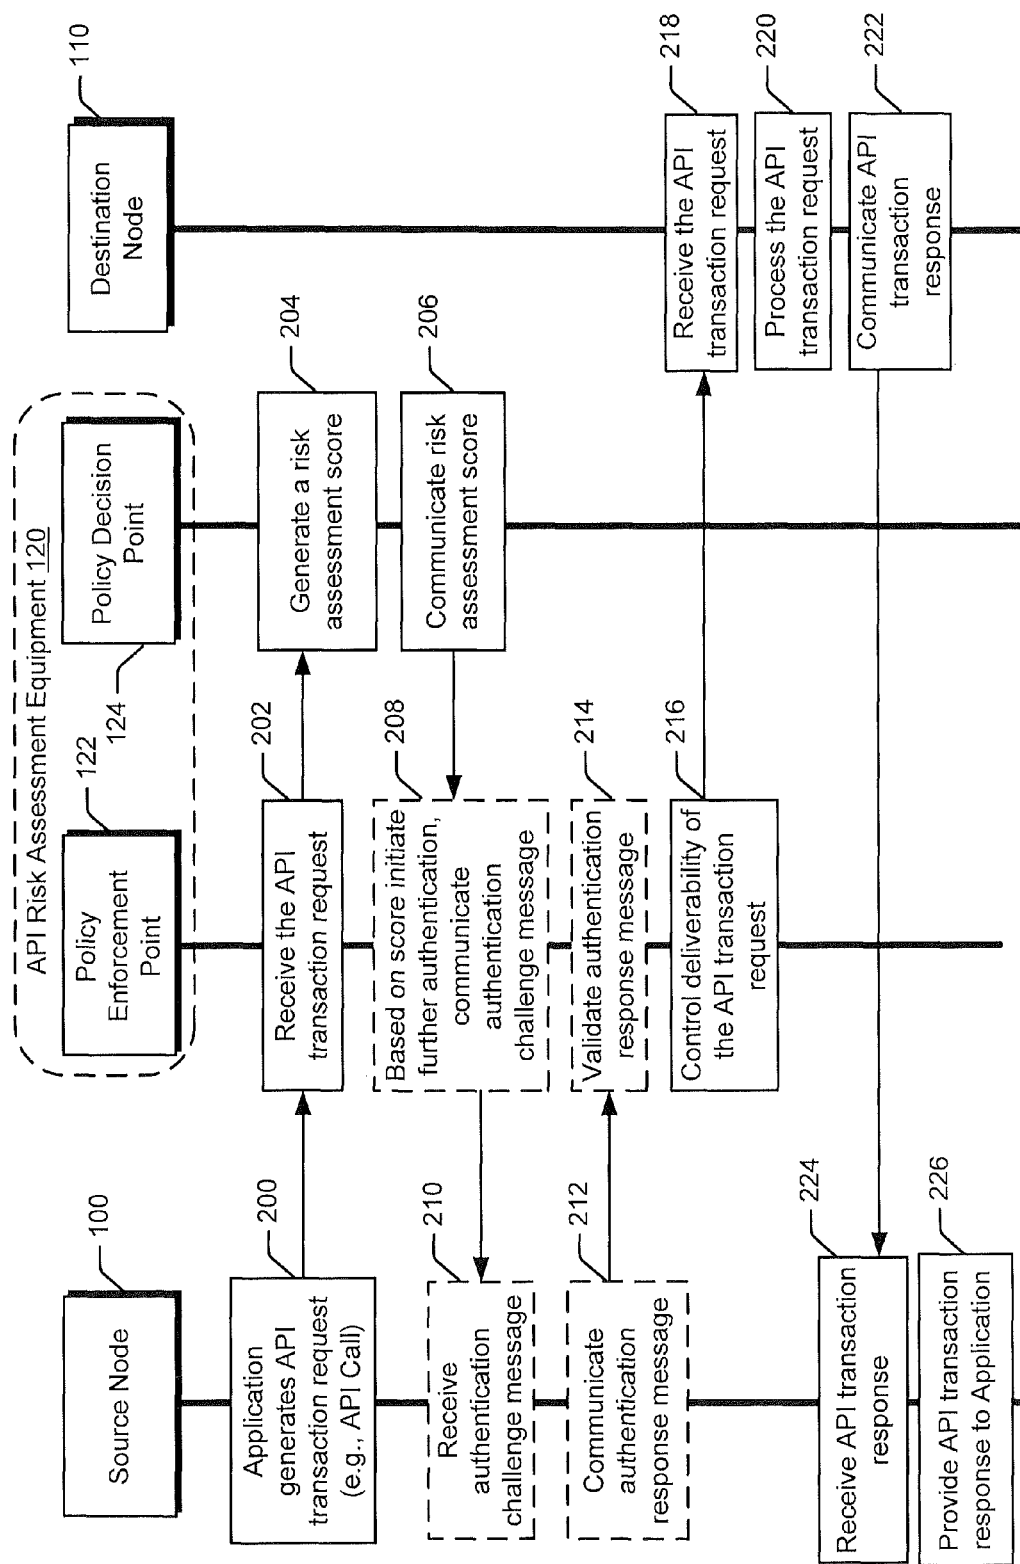 Source Node
100
API Risk Assessment Equipment 120
Policy
Enforcement
Point
122
Policy Decision
Point
124
Destination
Node
110
Application
generates API
transaction request
(e.g., API Call)
200
Receive the API
transaction request
202
Generate a risk
assessment score
204
Communicate risk
assessment score
206
Based on score initiate
further authentication,
communicate
authentication
challenge message
208
Receive
authentication
challenge message
210
Communicate
authentication
response message
212
Validate authentication
response message
214
Control deliverability of
the API transaction
request
216
Receive the API
transaction request
218
Process the API
transaction request
220
Communicate API
transaction
response
222
Receive API transaction
response
224
Provide API transaction
response to Application
226